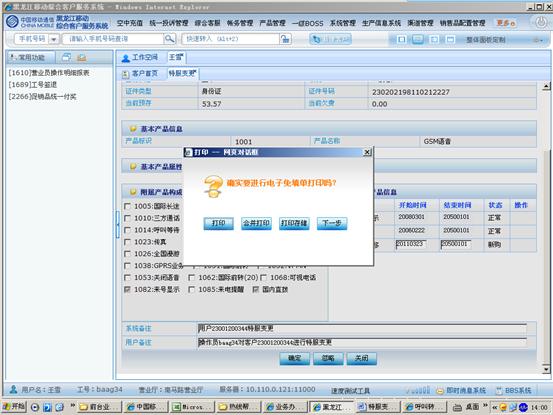 黑龙江移动综合客户服务系统 - Windows Internet Explorer
中国移动通信 CHINA MOBILE 黑龙江移动 综合客户服务系统
空中充值 统一投诉管理 综合客服 帐务管理 产品管理 一级BOSS 系统管理 生产信息系统 渠道管理 销售品配置管理 更多
手机号码 请输入手机号码查询 快速转入 (Alt+2) 整体面板定制
常用功能
[1610]营业员操作明细报表
[1689]工号签退
[2266]促销品统一付奖
工作空间 王雪
客户首页 特服变更
证件类型 身份证 证件号码 230202198110212227
当前预存 53.57 当前欠费 0.00
基本产品信息
产品标识 1001 产品名称 GSM语音
基本产品属性
附属产品构成
产品信息
1005:国际长途
1010:三方通话
1014:呼叫等待
1023:传真
1026:全国漫游
1038:GPRS业务
1053:关闭语音 1062:国际前转(20) 1068:可视电话
1082:来号显示 1085:来电提醒 国内直拨
开始时间 结束时间 状态 操作
示 20080301 20500101 正常
20080222 20500101 正常
移 20110323 20500101 新购
打印 -- 网页对话框
确实要进行电子免填单打印吗?
打印 合并打印 打印存储 下一步
系统备注 用户23001200344特服变更
用户备注 操作员baag34对客户23001200344进行特服变更
确定 忽略 关闭
用户名：王雪 工号：baag34 营业厅：南马路营业厅 服务器：10.110.0.121:11000 速度测试工具 即时消息系统 BBS系统
开始 前台业... 中国移... Micros... 热线帮... 业务办... 黑龙江... 特服变... 呼叫转... 桌面 14:03